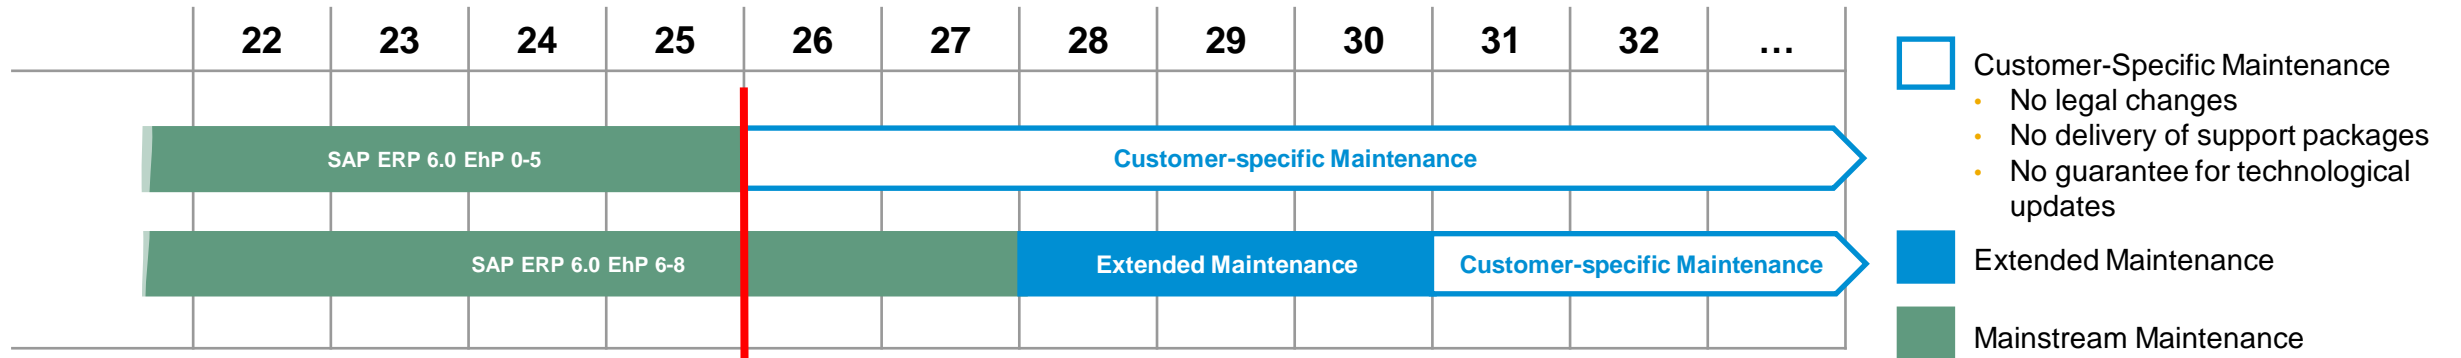 22 23 24 25 26 27 28 29 30 31 32 ...
SAP ERP 6.0 EhP 0-5 Customer-specific Maintenance
SAP ERP 6.0 EhP 6-8 Extended Maintenance Customer-specific Maintenance
Customer-Specific Maintenance
• No legal changes
• No delivery of support packages
• No guarantee for technological
updates
Extended Maintenance
Mainstream Maintenance